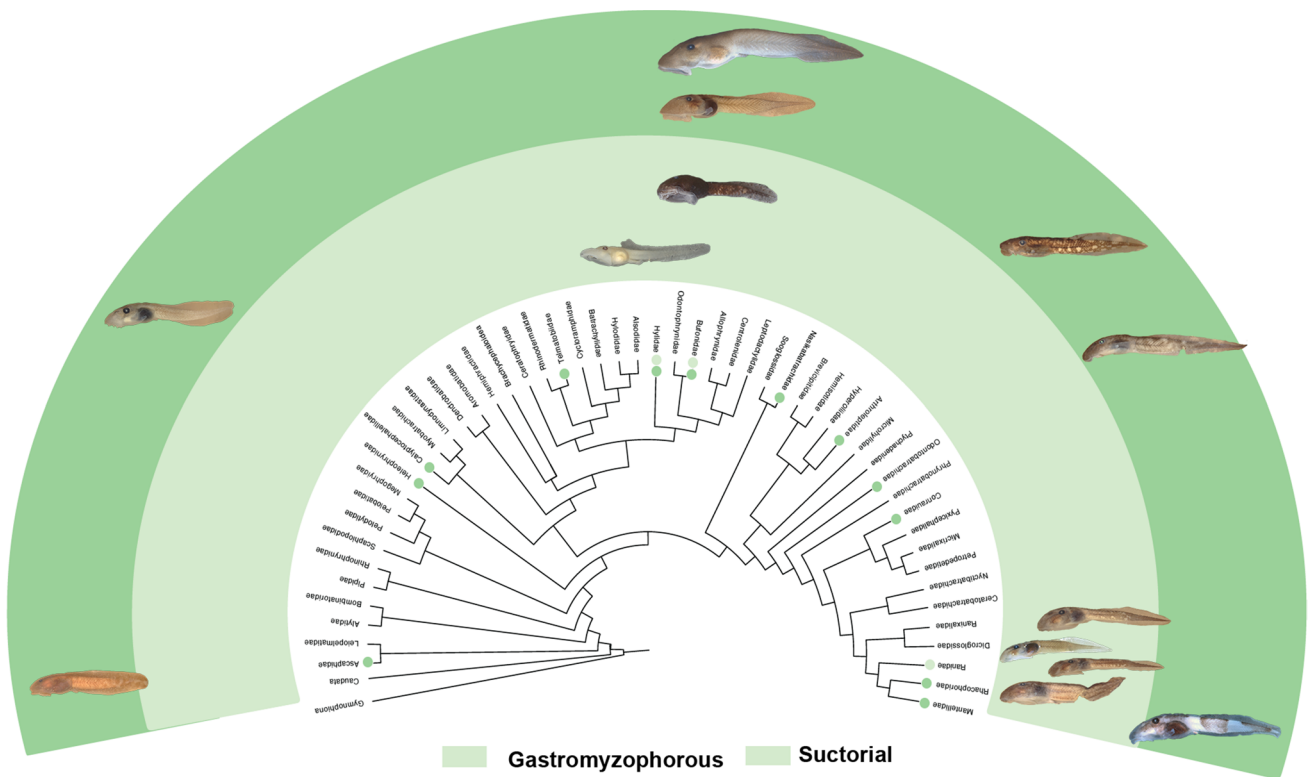 Gymnophiona
Caudata
Ascaphidae
Leiopelmatidae
Alytidae
Bombinatoridae
Pipidae
Rhinophrynidae
Scaphiopodidae
Pelodytidae
Pelobatidae
Megophryidae
Heleophrynidae
Calyptocephalellidae
Myobatrachidae
Limnodynastidae
Dendrobatidae
Aromobatidae
Hemiphractidae
Brachycephaloidea
Ceratophryidae
Rhinodermatidae
Telmatobiidae
Cycloramphidae
Batrachylidae
Hylodidae
Alsodidae
Hylidae
Odontophrynidae
Bufonidae
Allophrynidae
Centrolenidae
Leptodactylidae
Sooglossidae
Nasikabatrachidae
Brevicipitidae
Hemisotidae
Hyperoliidae
Arthroleptidae
Microhylidae
Ptychadenidae
Odontobatrachidae
Phrynobatrachidae
Conrauidae
Pyxicephalidae
Micrixalidae
Petropedetidae
Nyctibatrachidae
Ceratobatrachidae
Ranixalidae
Dicroglossidae
Ranidae
Rhacophoridae
Mantellidae
Gastromyzophorous
Suctorial